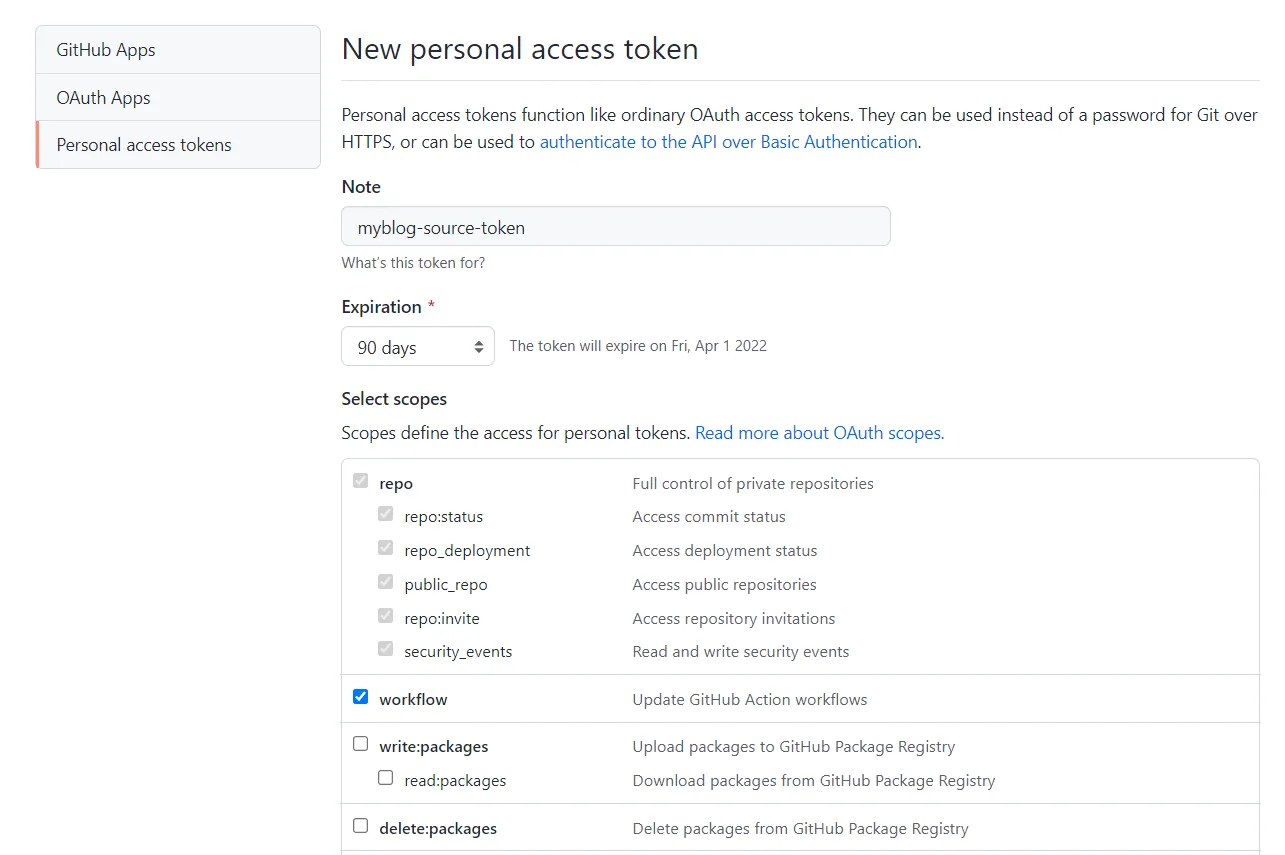 GitHub Apps
OAuth Apps
Personal access tokens
New personal access token
Personal access tokens function like ordinary OAuth access tokens. They can be used instead of a password for Git over
HTTPS, or can be used to authenticate to the API over Basic Authentication.
Note
myblog-source-token
What's this token for?
Expiration *
90 days The token will expire on Fri, Apr 1 2022
Select scopes
Scopes define the access for personal tokens. Read more about OAuth scopes.
repo Full control of private repositories
repo:status Access commit status
repo_deployment Access deployment status
public_repo Access public repositories
repo:invite Access repository invitations
security_events Read and write security events
workflow Update GitHub Action workflows
write:packages Upload packages to GitHub Package Registry
read:packages Download packages from GitHub Package Registry
delete:packages Delete packages from GitHub Package Registry